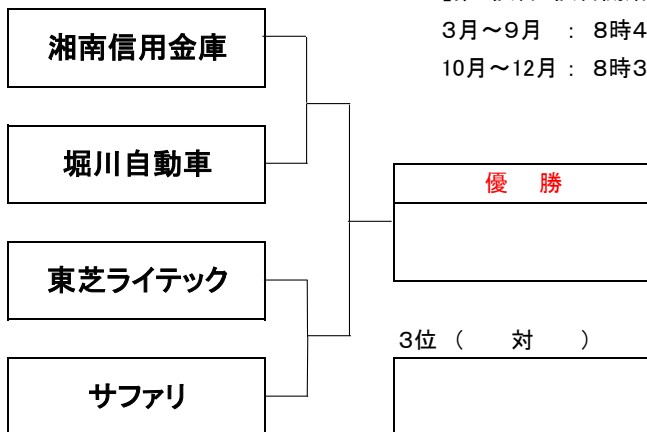 湘南信用金庫
3月～9月 ： 8時4
10月～12月： 8時3
堀川自動車
優　勝
東芝ライテック
3位（　　対　　）
サファリ